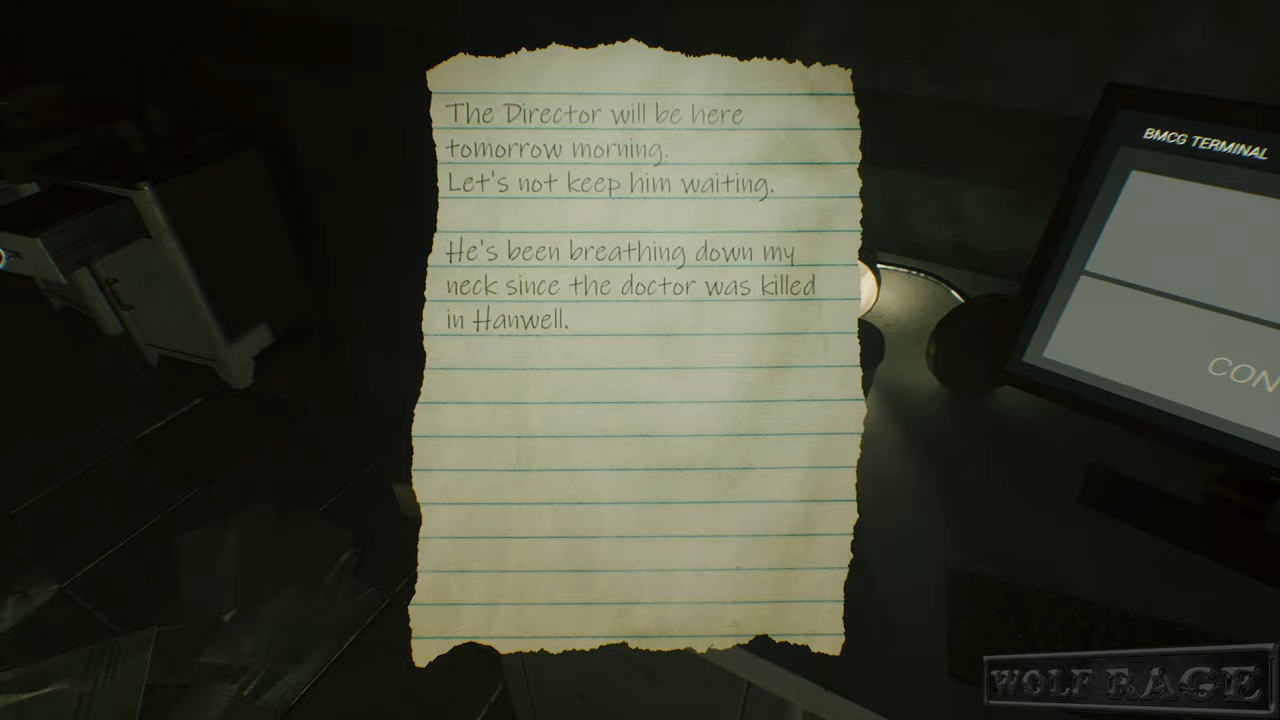 The Director will be here
tomorrow morning.
Let's not keep him waiting.
He's been breathing down my
neck since the doctor was killed
in Hanwell.
BMCG TERMINAL
CON
WOLF RAGE